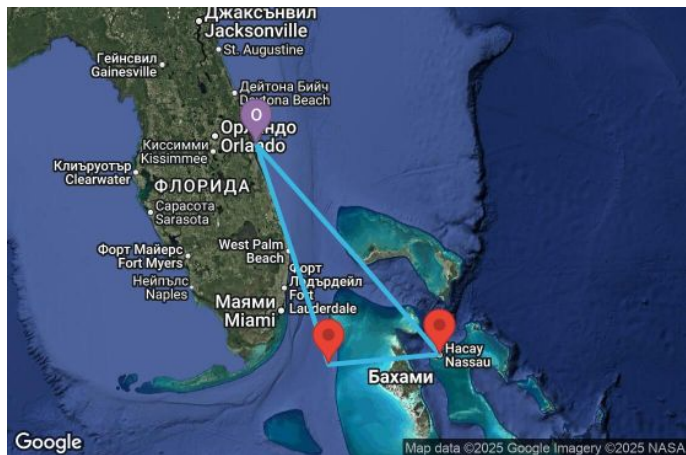 Джаксънвил
Jacksonville
St. Augustine
Гейнсвил
Gainesville
Дейтона Бийч
Daytona Beach
O
Орландо
Orlando
Киссимми
Kissimmee
Клиъруотър
Clearwater
ФЛОРИДА
Сарасота
Sarasota
West Palm
Beach
Форт Майерс
Fort Myers
Нейпълс
Naples
Форт
Лодърдейл
Fort
Lauderdale
Маями
Miami
Насау
Nassau
Бахами
Google
Map data ©2025 Google Imagery ©2025 NASA